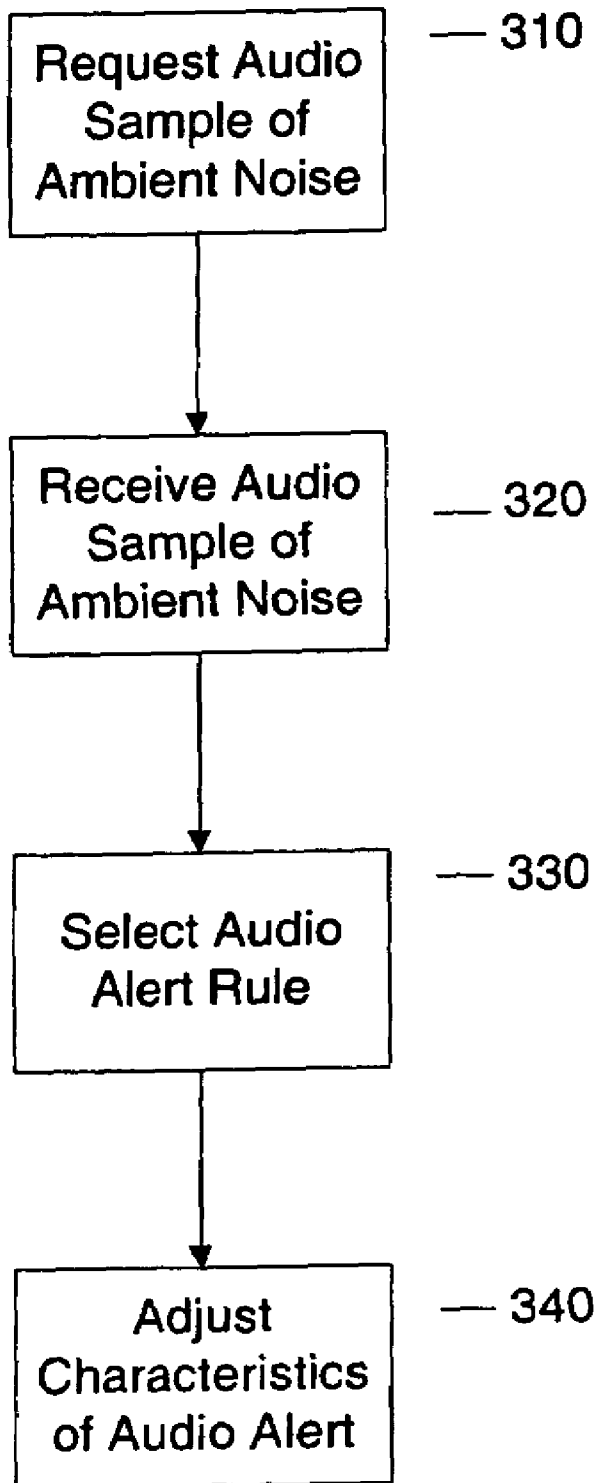 Request Audio
Sample of
Ambient Noise
310
Receive Audio
Sample of
Ambient Noise
320
Select Audio
Alert Rule
330
Adjust
Characteristics
of Audio Alert
340